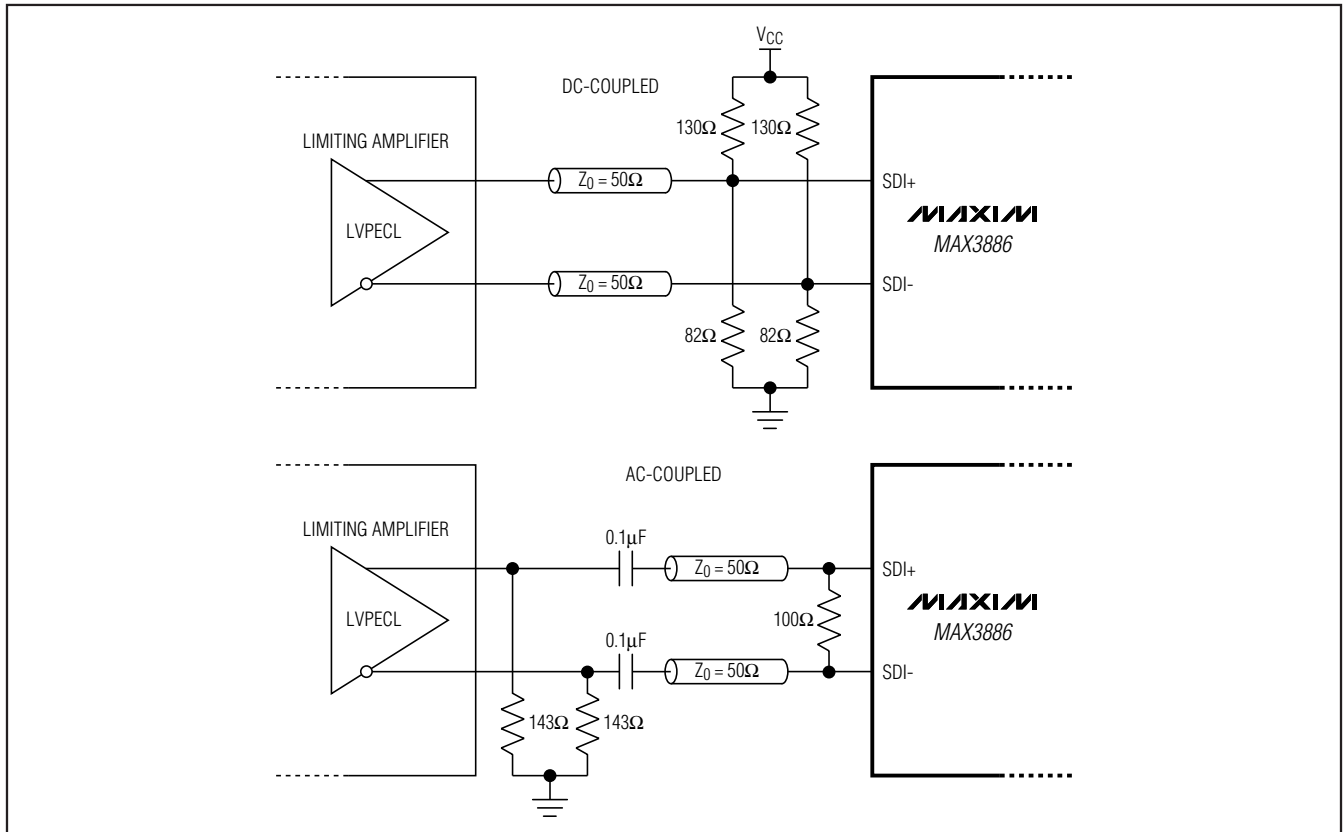 V_CC
DC-COUPLED
130Ω 130Ω
LIMITING AMPLIFIER
Z₀ = 50Ω
SDI+
LVPECL
MAXIM
MAX3886
Z₀ = 50Ω
SDI-
82Ω 82Ω
AC-COUPLED
LIMITING AMPLIFIER
0.1μF
Z₀ = 50Ω
SDI+
LVPECL
100Ω
MAXIM
MAX3886
0.1μF
Z₀ = 50Ω
SDI-
143Ω 143Ω